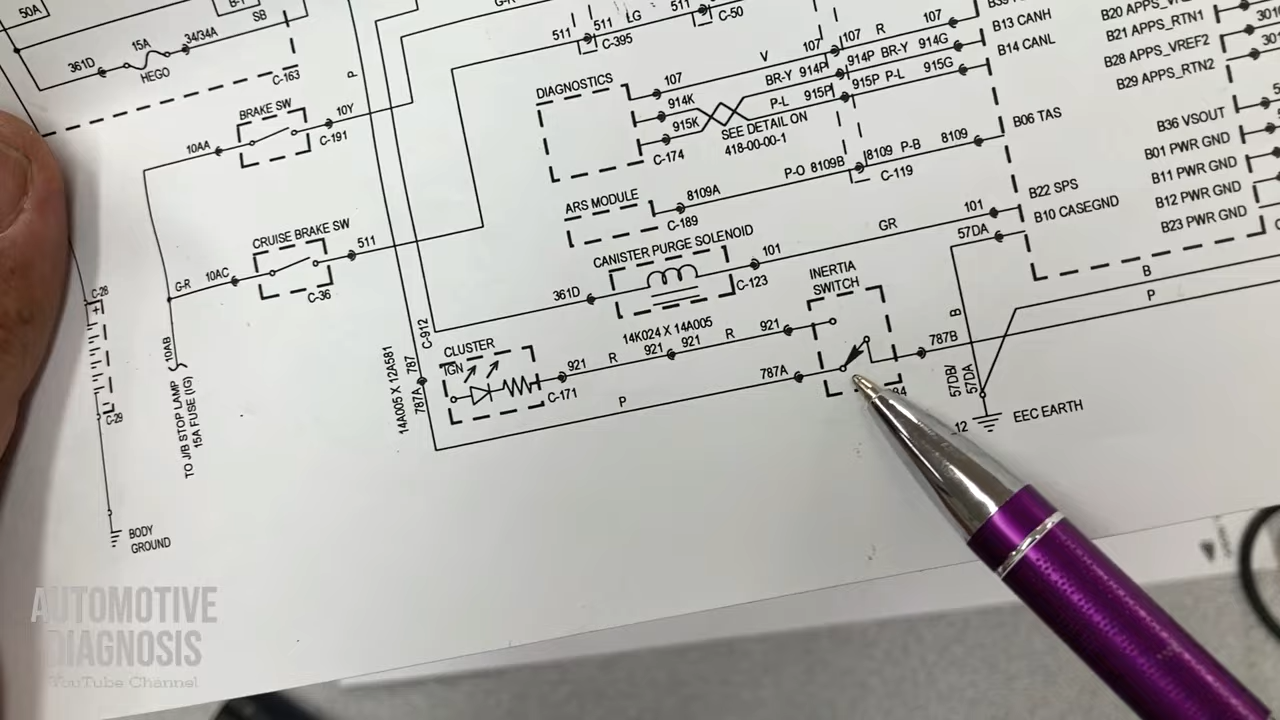 50A
B-T
SB
361D
15A
34/34A
HEGO
C-163
P
G-R
511
LG
511
C-50
511
C-395
107
B13 CANH
B14 CANL
B20 APPS_
B21 APPS_RTN1
B28 APPS_VREF2
B29 APPS_RTN2
301
301
V
107
107
R
107
BR-Y
914P
914P
BR-Y
914G
P-L
915P
915P
P-L
915G
DIAGNOSTICS
107
914K
915K
C-174
SEE DETAIL ON
418-00-1
BRAKE SW
10AA
10Y
C-191
B06 TAS
8109
B36 VSOUT
B01 PWR GND
B11 PWR GND
B12 PWR GND
B23 PWR GND
ARS MODULE
8109A
C-189
P-O
8109B
8109
P-B
C-119
B22 SPS
B10 CASEGND
101
57DA
GR
CRUISE BRAKE SW
G-R
10AC
511
C-36
CANISTER PURGE SOLENOID
361D
101
C-123
INERTIA
SWITCH
B
P
C-28
+
C-29
BODY
GROUND
10AB
TO J/B STOP LAMP
15A FUSE (IG)
C-912
787
787A
14A005 X 12A581
CLUSTER
IGN
921
R
C-171
14K024 X 14A005
921
921
R
921
P
787A
787B
B
57DB/
57DA
12
EEC EARTH
AUTOMOTIVE
DIAGNOSIS
YouTube Channel